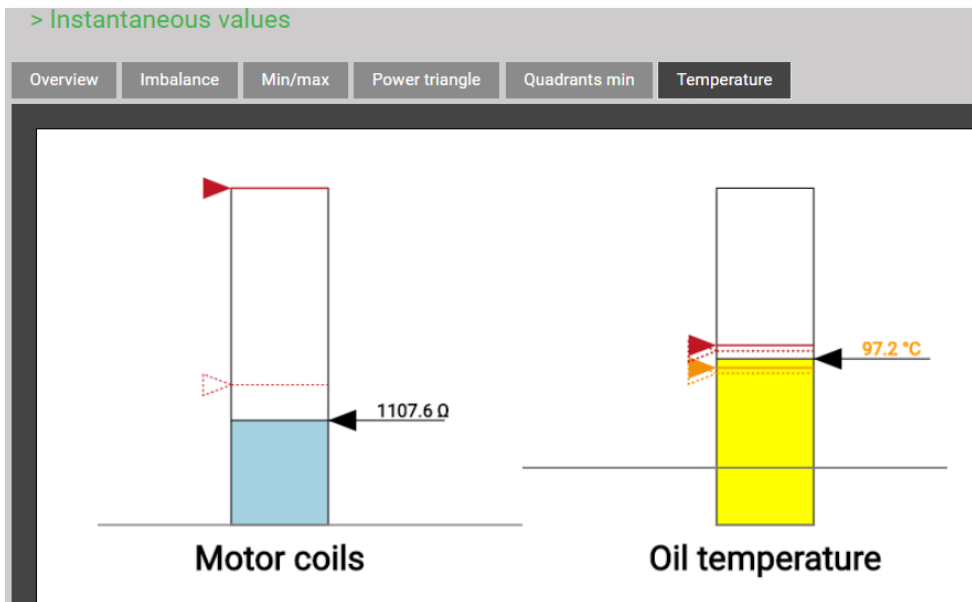 > Instantaneous values
Overview Imbalance Min/max Power triangle Quadrants min Temperature
1107.6 Ω
97.2 °C
Motor coils
Oil temperature